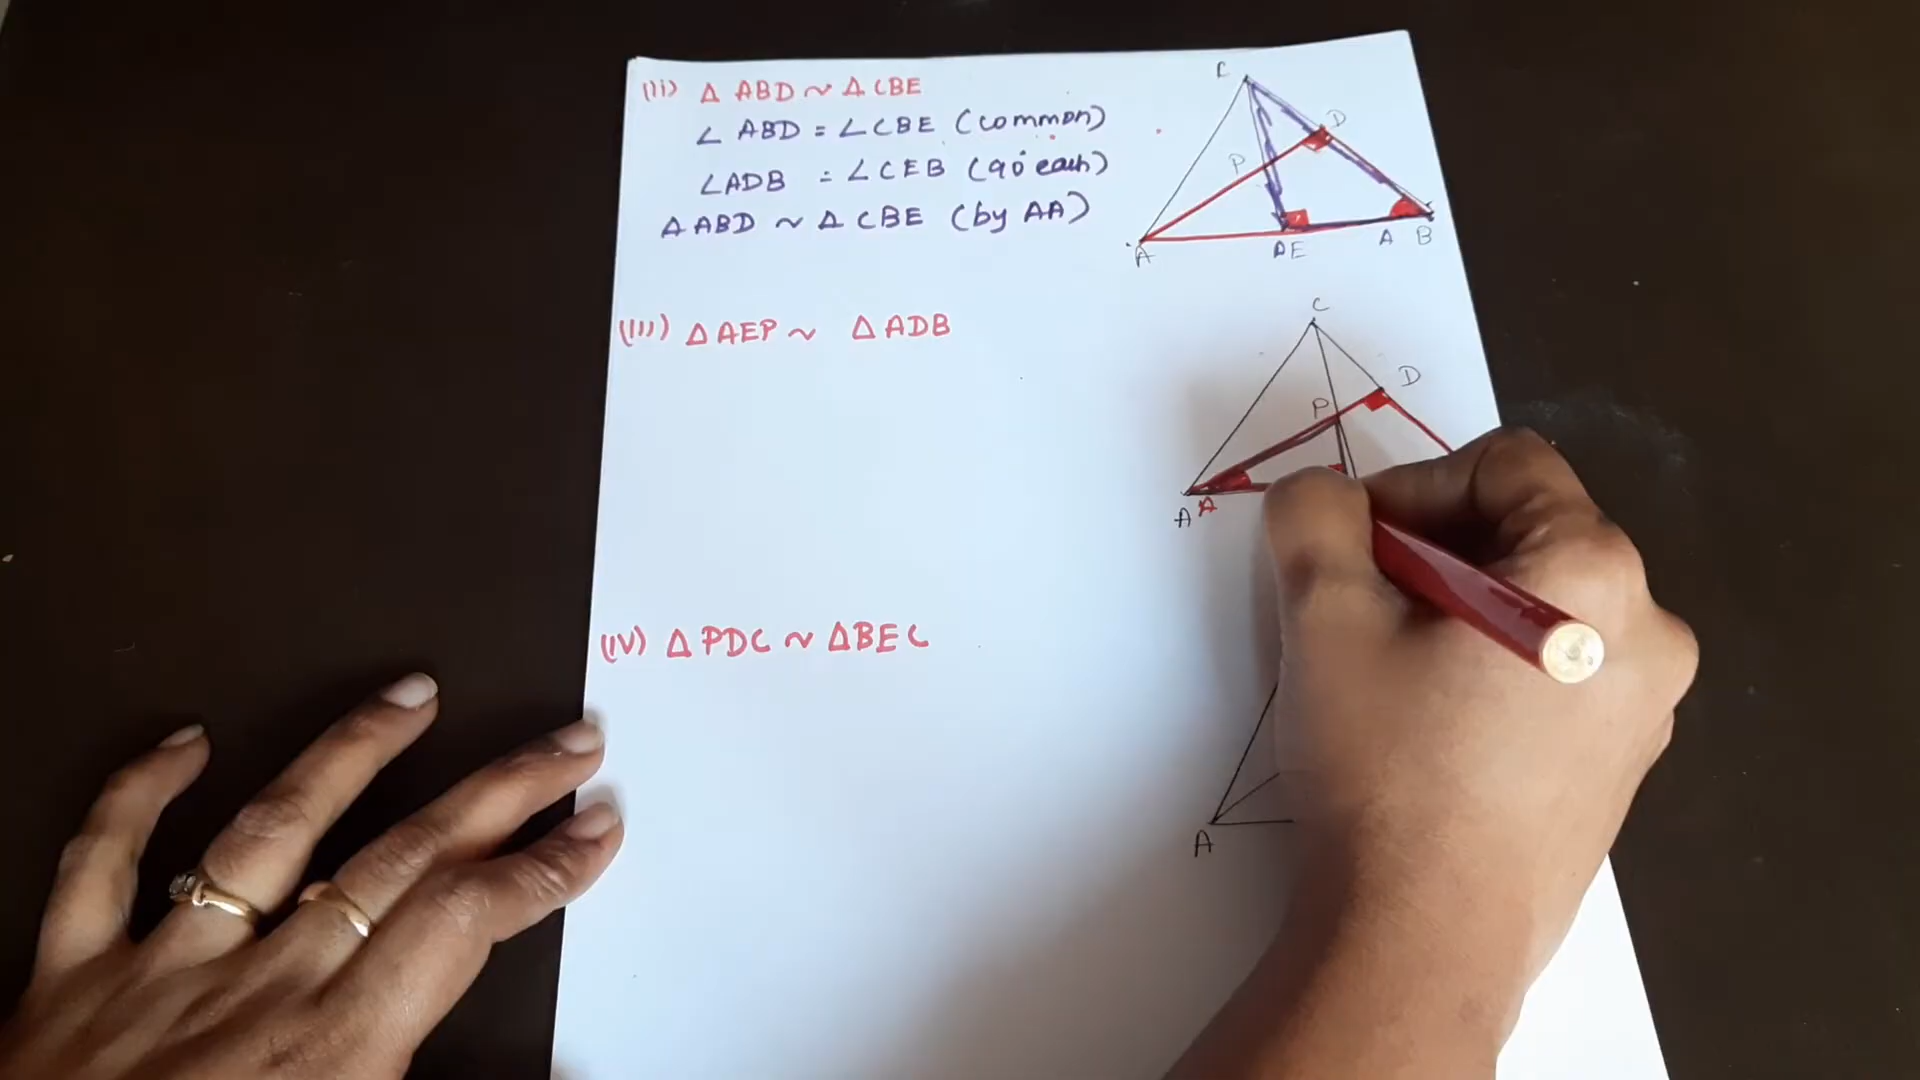 (ii) Δ ABD ~ Δ CBE
∠ ABD = ∠CBE (common)
∠ADB = ∠CEB (90° each)
Δ ABD ~ Δ CBE (by AA)
C
D
P
A
E
A
B
(iii) Δ AEP ~ Δ ADB
C
D
P
A
A
(iv) Δ PDC ~ ΔBEC
A